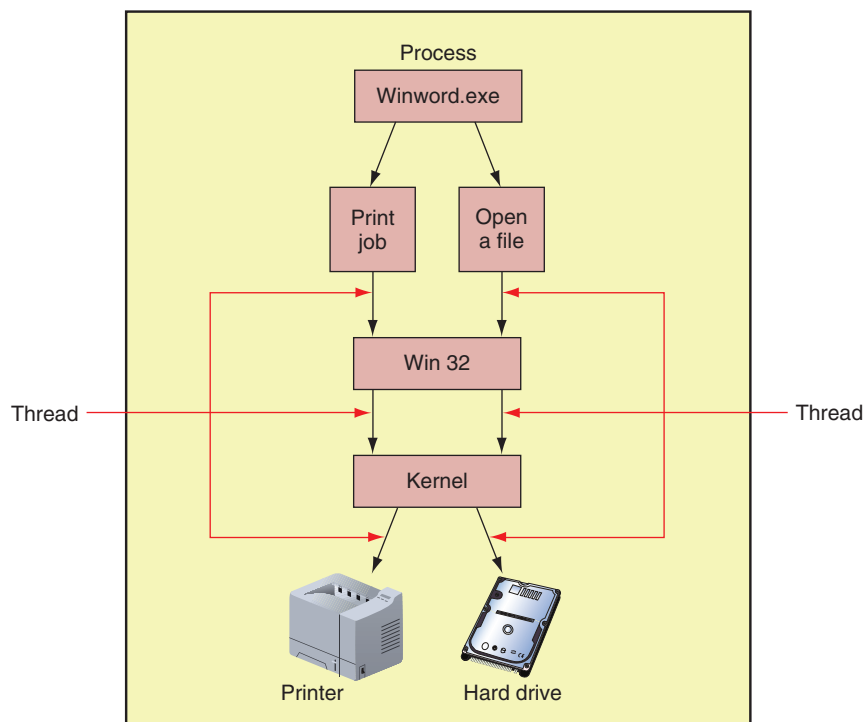 Process
Winword.exe
Print
job
Open
a file
Win 32
Thread
Thread
Kernel
Printer
Hard drive